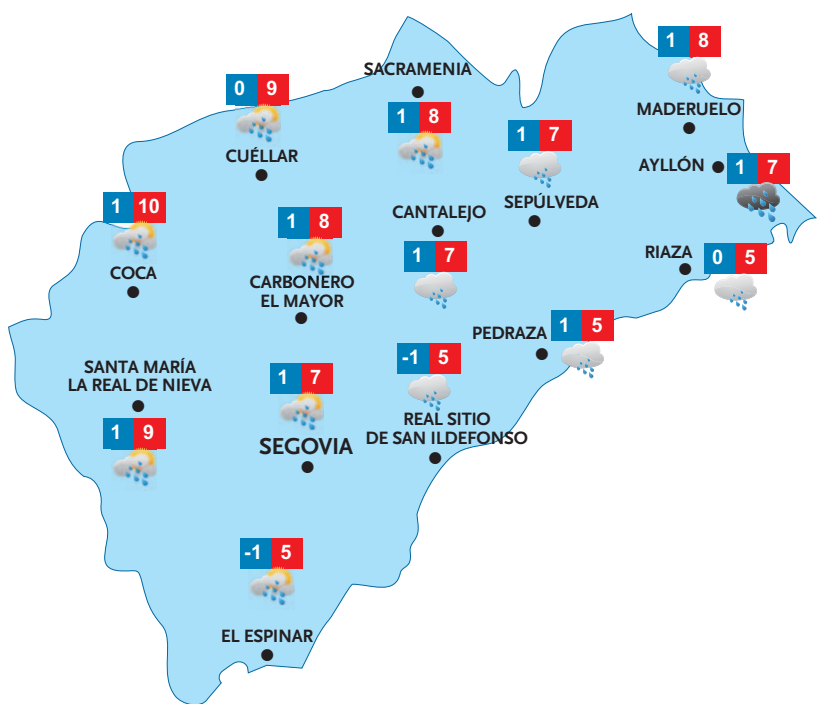 1 8
SACRAMENIA
0 9
MADERUELO
1 8
1 7
CUÉLLAR
AYLLÓN
1 7
1 10
SEPÚLVEDA
CANTALEJO
1 8
COCA
RIAZA
0 5
1 7
CARBONERO
EL MAYOR
1 5
PEDRAZA
-1 5
SANTA MARÍA
LA REAL DE NIEVA
1 7
REAL SITIO
DE SAN ILDEFONSO
1 9
SEGOVIA
-1 5
EL ESPINAR